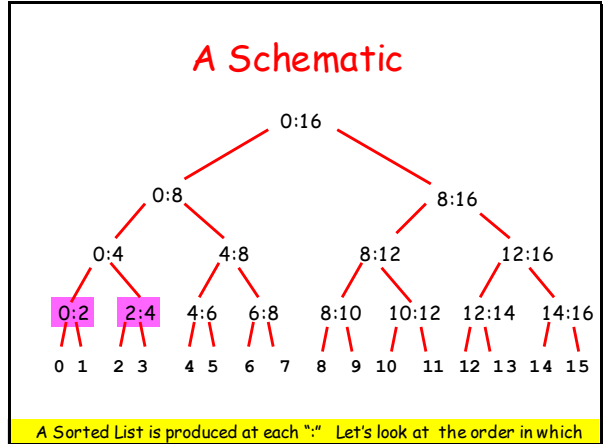 A Schematic
0:16
0:8 8:16
0:4 4:8 8:12 12:16
0:2 2:4 4:6 6:8 8:10 10:12 12:14 14:16
0 1 2 3 4 5 6 7 8 9 10 11 12 13 14 15
A Sorted List is produced at each ":" Let's look at the order in which